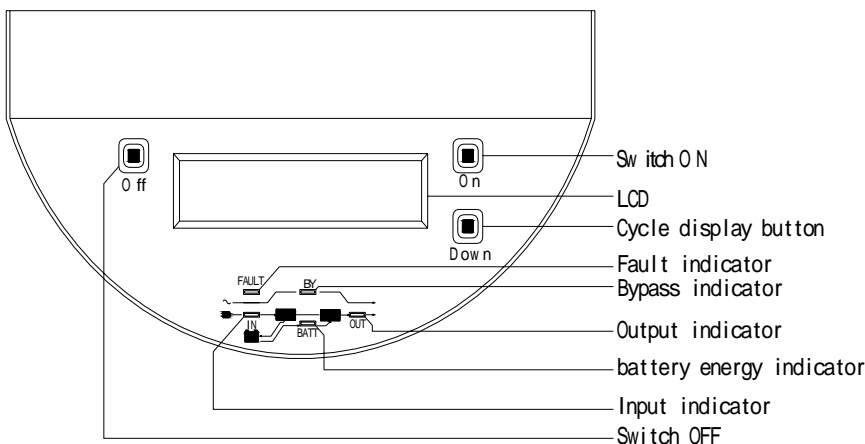 Off
On
Down
FAULT
BY
IN
BATT
OUT
Switch ON
LCD
Cycle display button
Fault indicator
Bypass indicator
Output indicator
battery energy indicator
Input indicator
Switch OFF